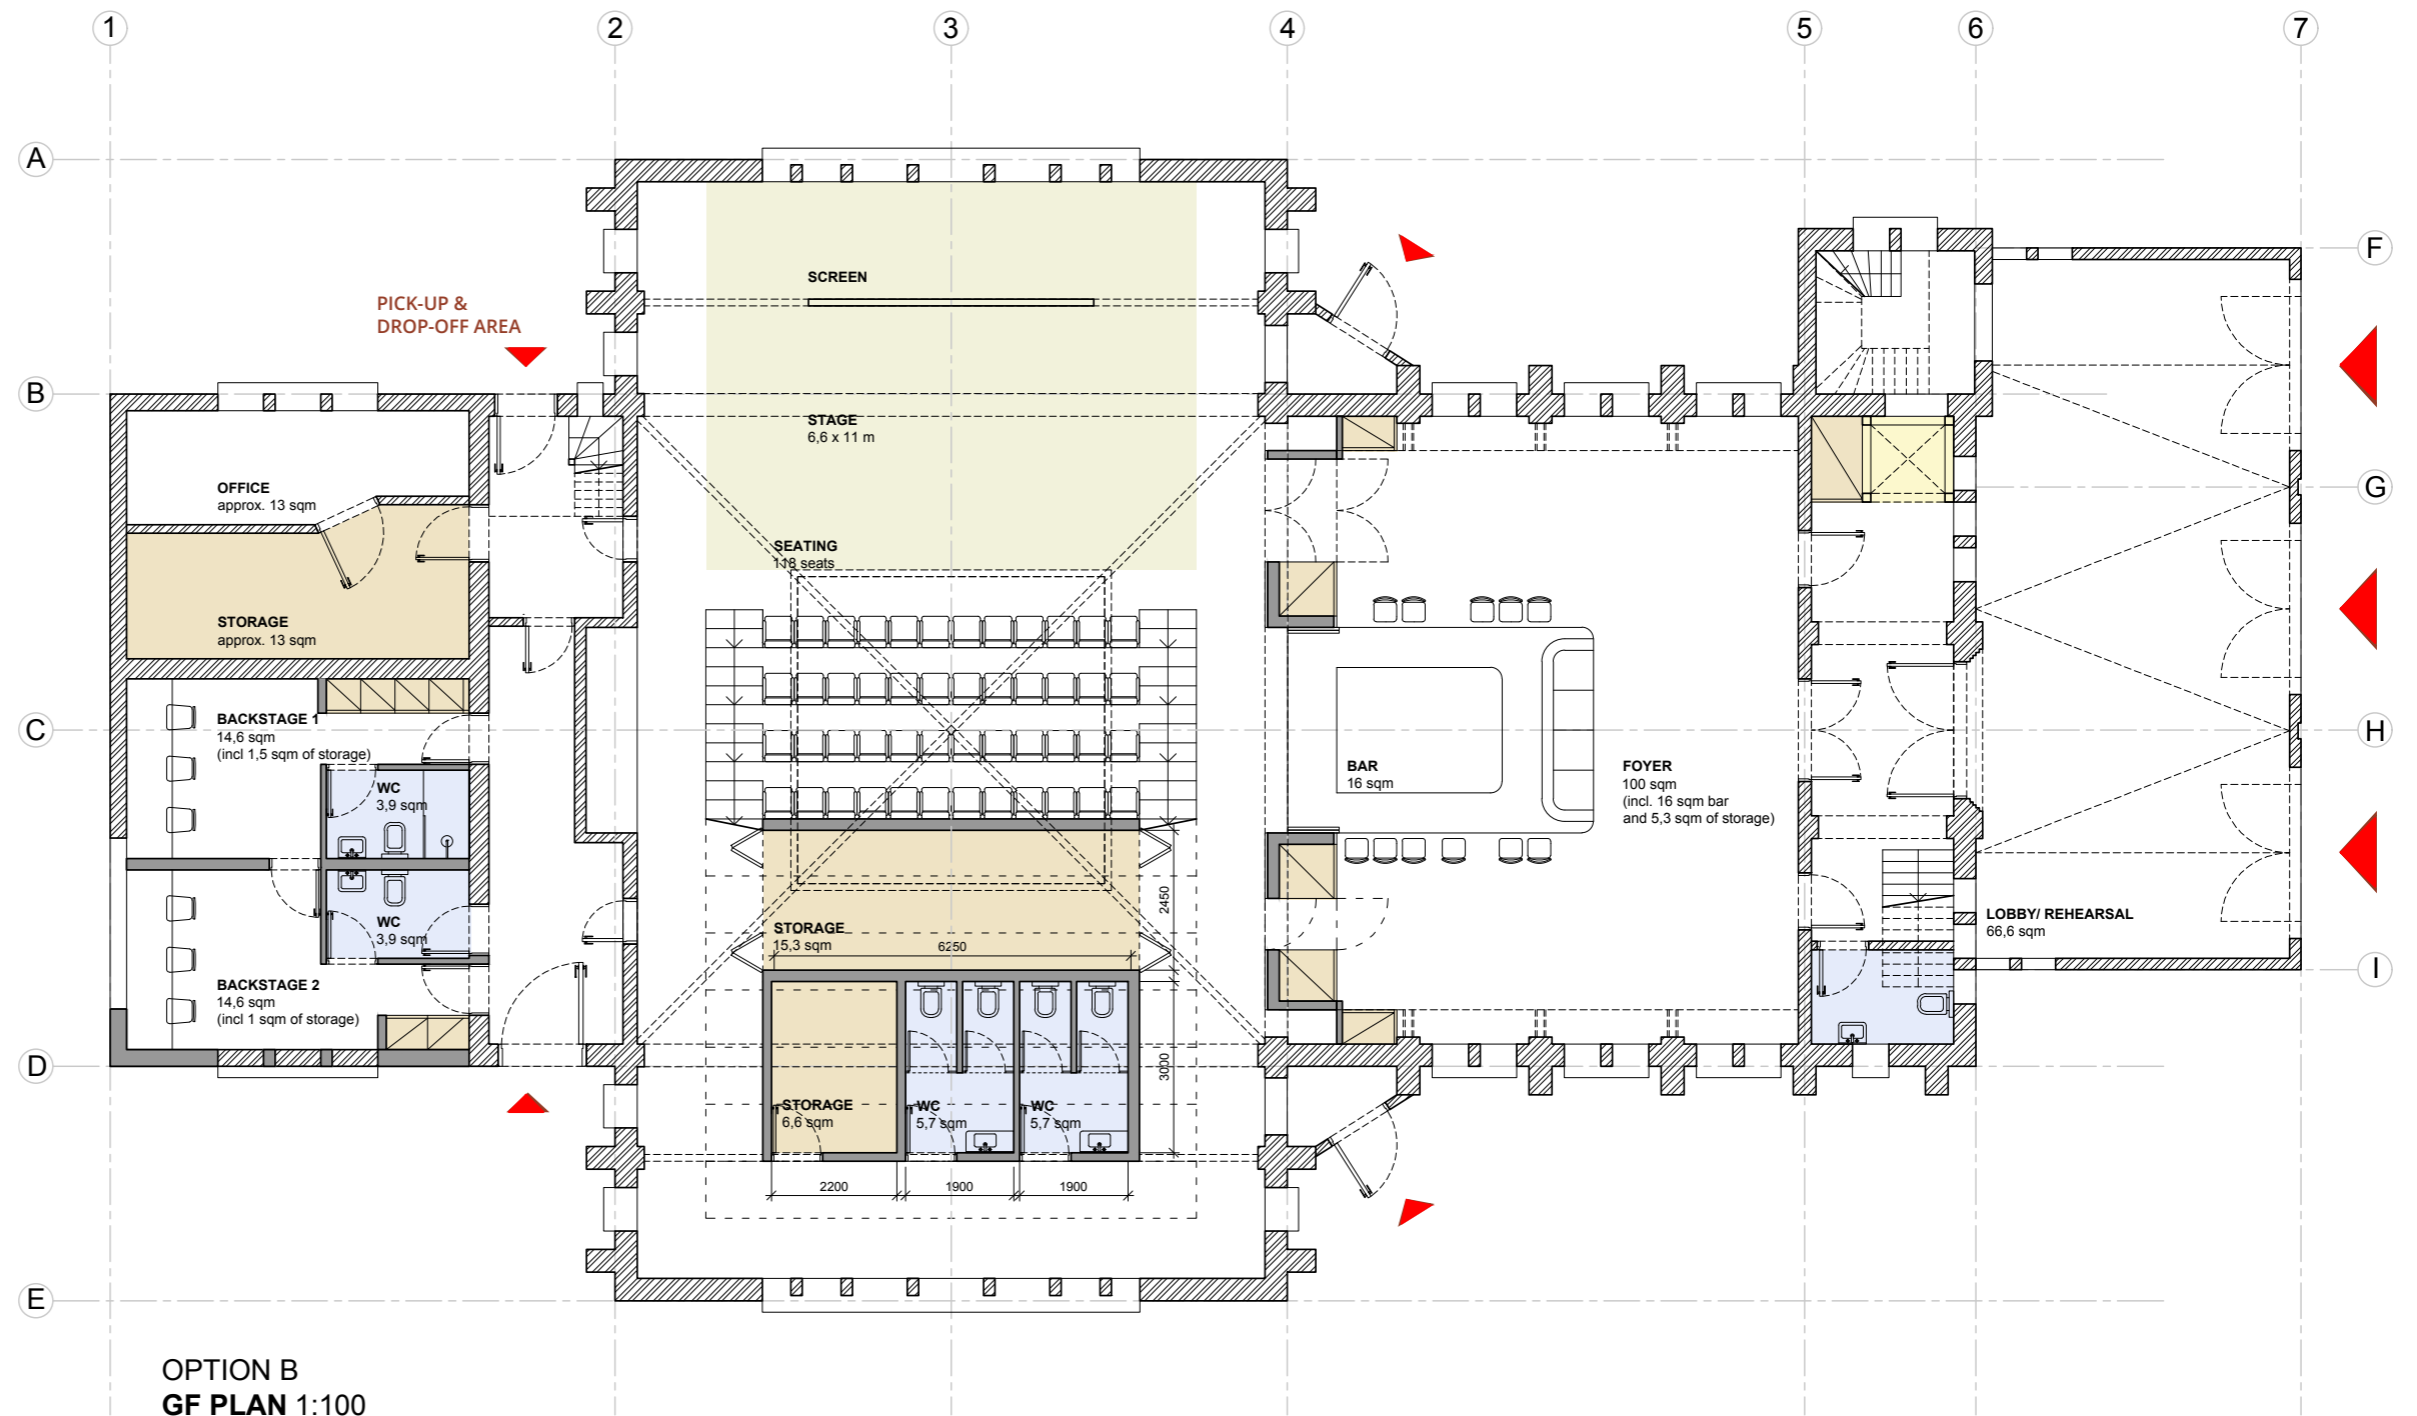 1 2 3 4 5 6 7
A
F
SCREEN
PICK-UP &
DROP-OFF AREA
B
STAGE
6,6 x 11 m
OFFICE
approx. 13 sqm
G
SEATING
118 seats
STORAGE
approx. 13 sqm
BACKSTAGE 1
14,6 sqm
(incl 1,5 sqm of storage)
C
H
BAR
16 sqm
FOYER
100 sqm
(incl. 16 sqm bar
and 5,3 sqm of storage)
WC
3,9 sqm
WC
3,9 sqm
2450
LOBBY/ REHEARSAL
66,6 sqm
STORAGE
15,3 sqm
6250
I
BACKSTAGE 2
14,6 sqm
(incl 1 sqm of storage)
D
3000
STORAGE
6,6 sqm
WC
5,7 sqm
WC
5,7 sqm
2200 1900 1900
E
OPTION B
GF PLAN 1:100